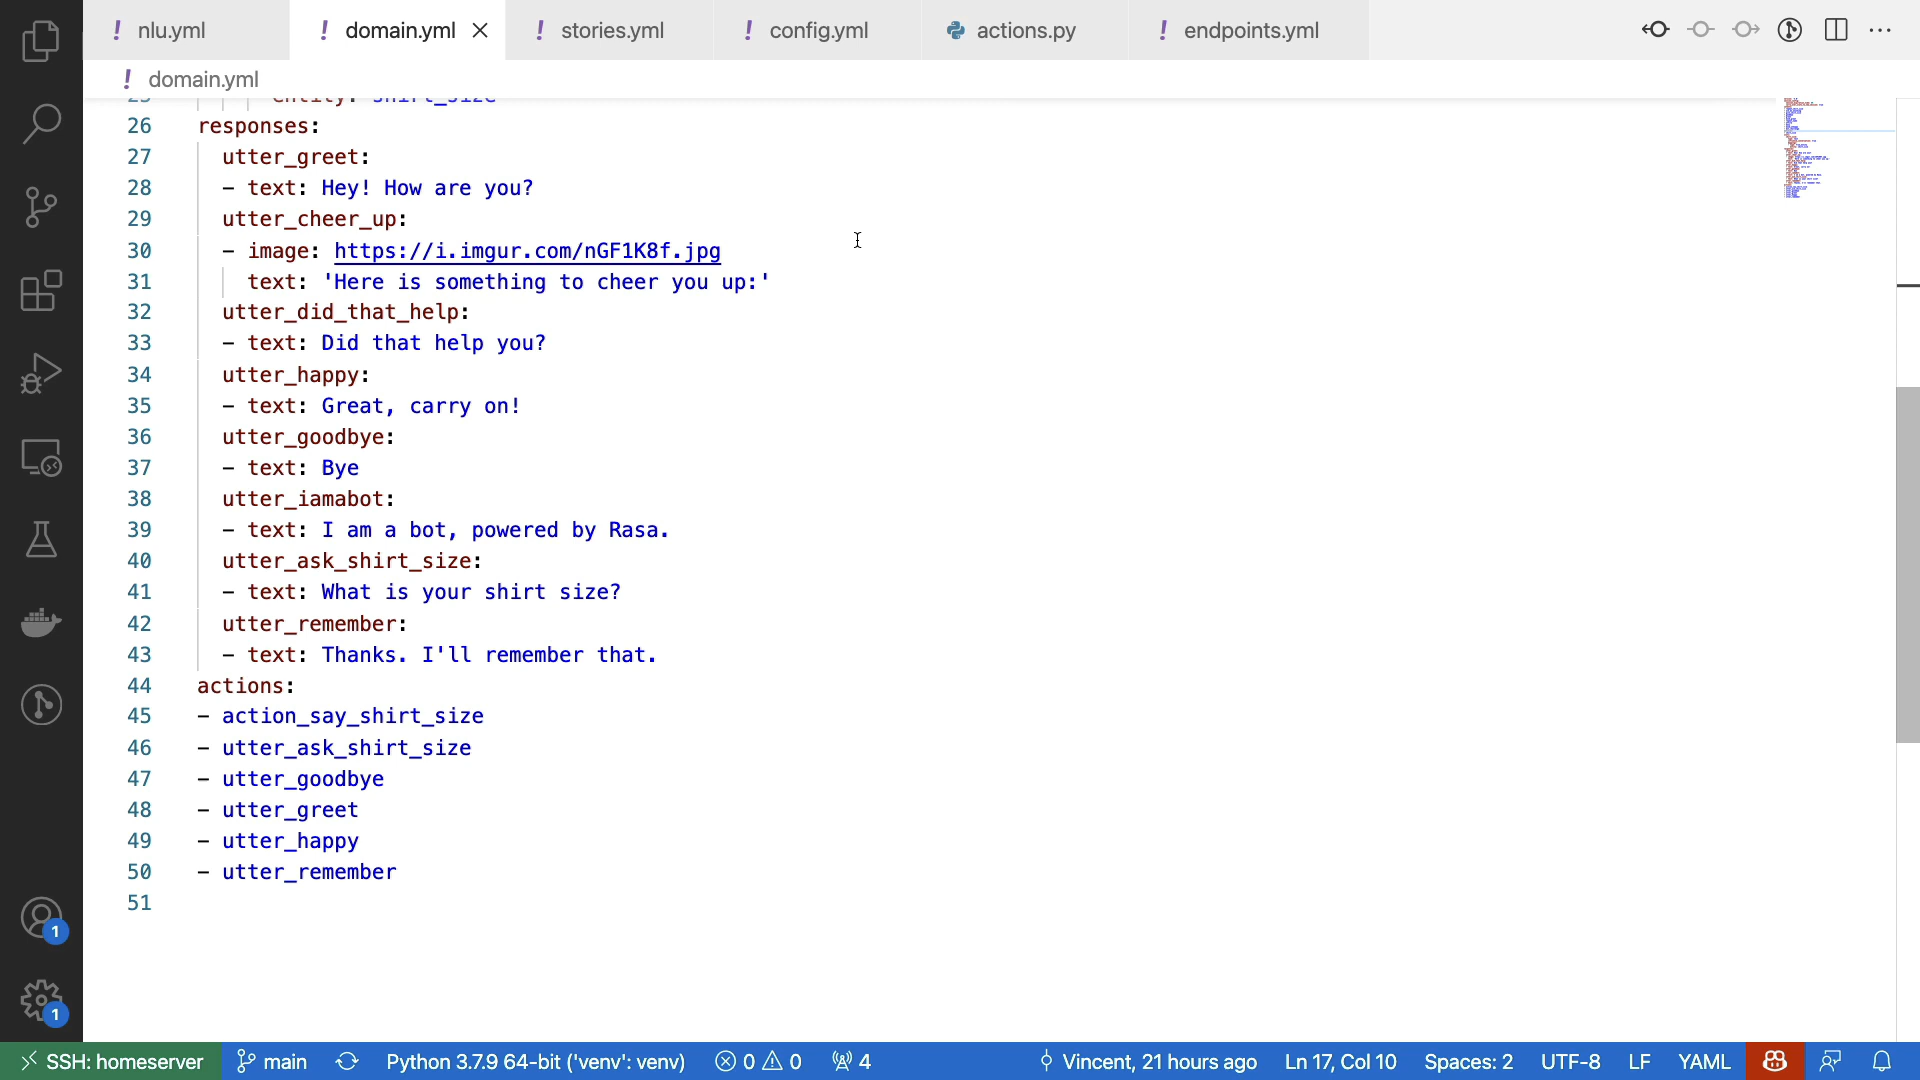 nlu.yml
domain.yml
stories.yml
config.yml
actions.py
endpoints.yml
domain.yml
25 entity: shirt_size
26 responses:
27 utter_greet:
28 - text: Hey! How are you?
29 utter_cheer_up:
30 - image: https://i.imgur.com/nGF1K8f.jpg
31 text: 'Here is something to cheer you up:'
32 utter_did_that_help:
33 - text: Did that help you?
34 utter_happy:
35 - text: Great, carry on!
36 utter_goodbye:
37 - text: Bye
38 utter_iamabot:
39 - text: I am a bot, powered by Rasa.
40 utter_ask_shirt_size:
41 - text: What is your shirt size?
42 utter_remember:
43 - text: Thanks. I'll remember that.
44 actions:
45 - action_say_shirt_size
46 - utter_ask_shirt_size
47 - utter_goodbye
48 - utter_greet
49 - utter_happy
50 - utter_remember
51
1
1
SSH: homeserver main Python 3.7.9 64-bit ('venv': venv) 0 0 4 Vincent, 21 hours ago Ln 17, Col 10 Spaces: 2 UTF-8 LF YAML